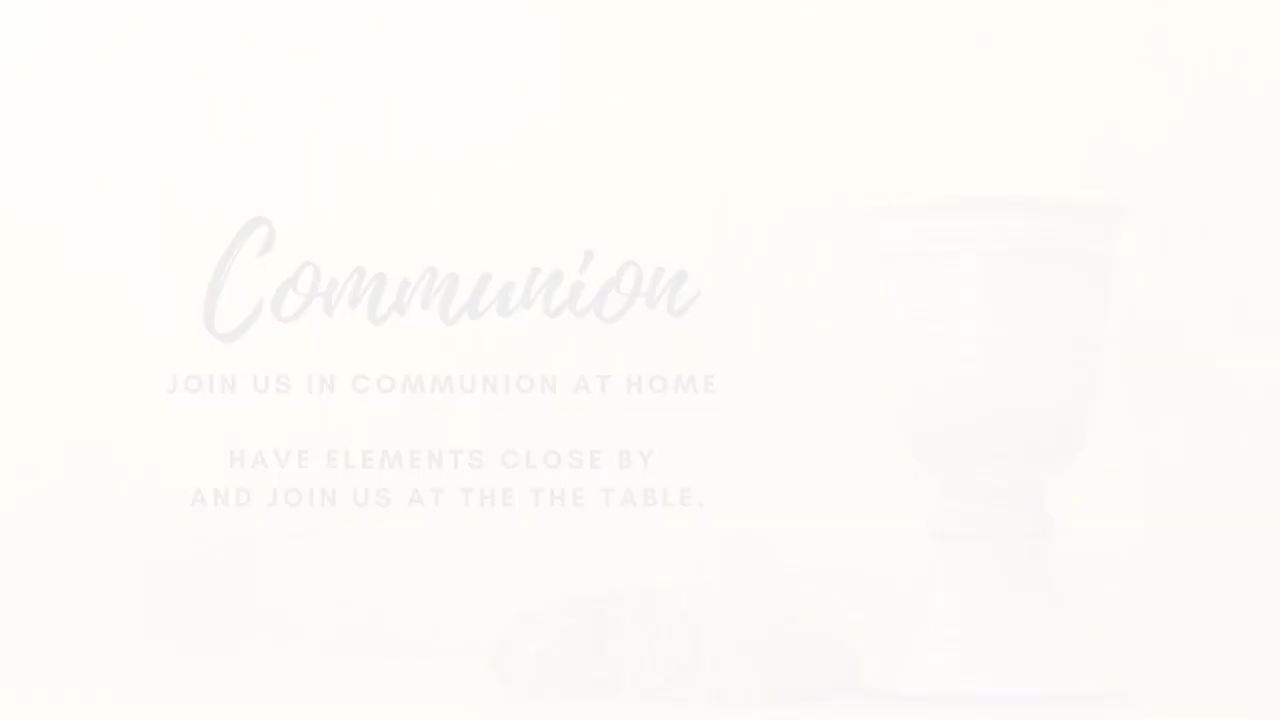 Communion
JOIN US IN COMMUNION AT HOME
HAVE ELEMENTS CLOSE BY
AND JOIN US AT THE THE TABLE.